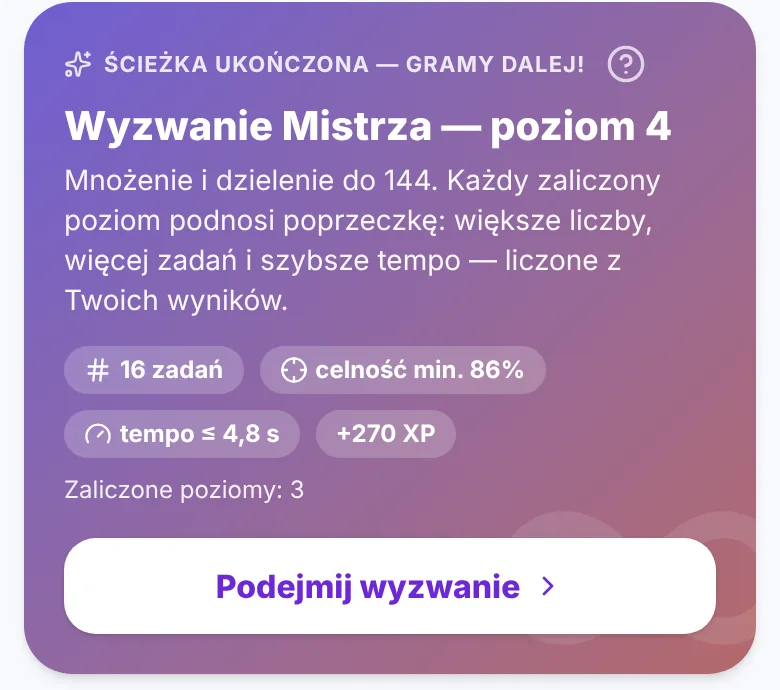 ŚCIEŻKA UKOŃCZONA — GRAMY DALEJ!
Wyzwanie Mistrza — poziom 4
Mnożenie i dzielenie do 144. Każdy zaliczony
poziom podnosi poprzeczkę: większe liczby,
więcej zadań i szybsze tempo — liczone z
Twoich wyników.
16 zadań
celność min. 86%
tempo ≤ 4,8 s
+270 XP
Zaliczone poziomy: 3
Podejmij wyzwanie